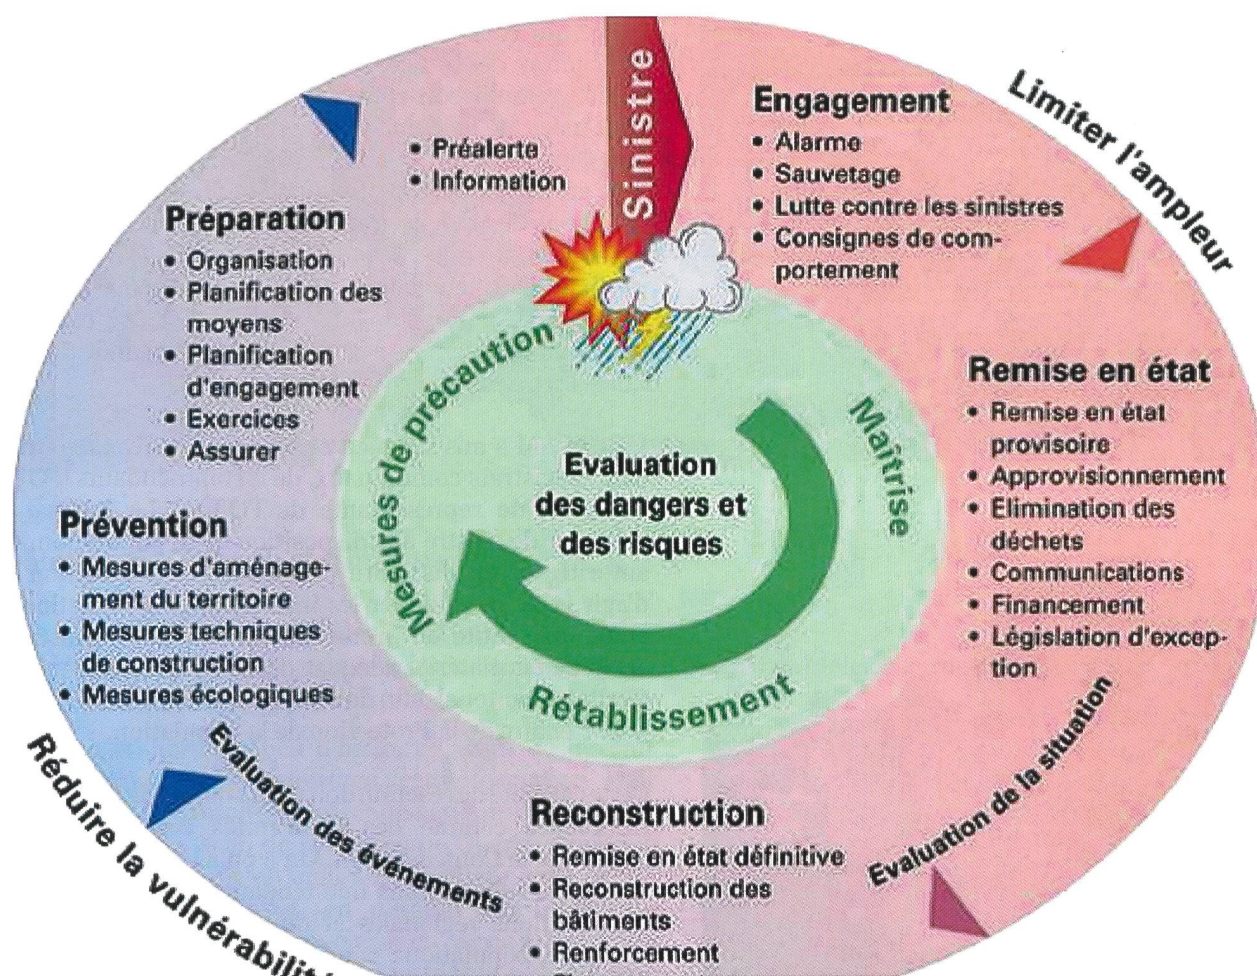 Sinistre
Engagement
• Alarme
• Sauvetage
• Lutte contre les sinistres
• Consignes de com-
portement
Limiter l'ampleur
Remise en état
• Remise en état
provisoire
• Approvisionnement
• Elimination des
déchets
• Communications
• Financement
• Législation d'excep-
tion
Evaluation de la situation
Reconstruction
• Remise en état définitive
• Reconstruction des
bâtiments
• Renforcement
Evaluation des événements
Réduire la vulnérabilité
Prévention
• Mesures d'aménage-
ment du territoire
• Mesures techniques
de construction
• Mesures écologiques
Préparation
• Organisation
• Planification des
moyens
• Planification
d'engagement
• Exercices
• Assurer
• Préalerte
• Information
Mesures de précaution
Maîtrise
Rétablissement
Evaluation
des dangers et
des risques